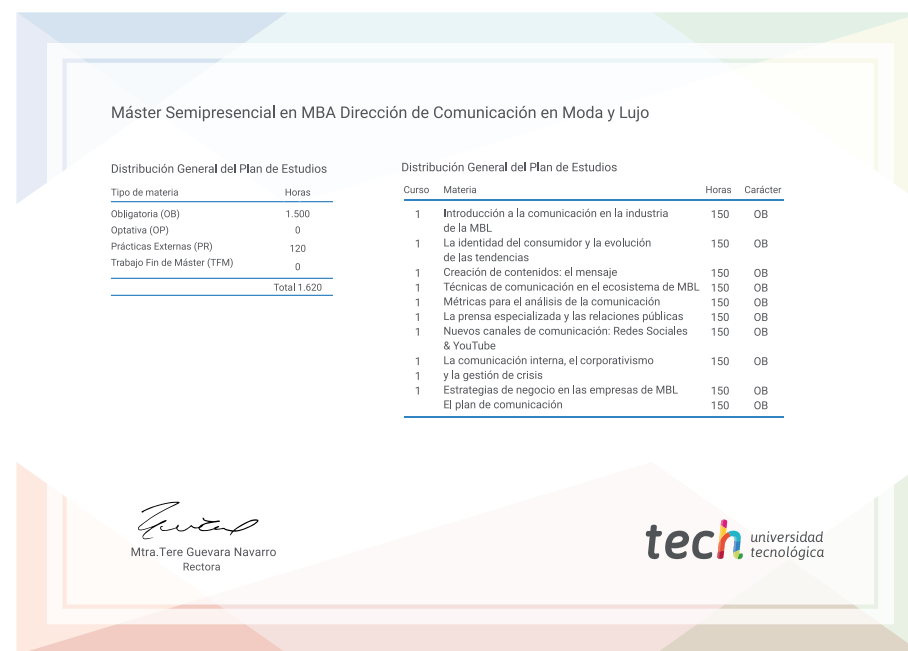 Máster Semipresencial en MBA Dirección de Comunicación en Moda y Lujo
Distribución General del Plan de Estudios
Tipo de materia Horas
Obligatoria (OB) 1.500
Optativa (OP) 0
Prácticas Externas (PR) 120
Trabajo Fin de Máster (TFM) 0
Total 1.620
Distribución General del Plan de Estudios
Curso Materia Horas Carácter
1 Introducción a la comunicación en la industria 150 OB
de la MBL
1 La identidad del consumidor y la evolución 150 OB
de las tendencias
1 Creación de contenidos: el mensaje 150 OB
1 Técnicas de comunicación en el ecosistema de MBL 150 OB
1 Métricas para el análisis de la comunicación 150 OB
1 La prensa especializada y las relaciones públicas 150 OB
1 Nuevos canales de comunicación: Redes Sociales 150 OB
& YouTube
1 La comunicación interna, el corporativismo 150 OB
1 y la gestión de crisis
1 Estrategias de negocio en las empresas de MBL 150 OB
El plan de comunicación 150 OB
Mtra.Tere Guevara Navarro
Rectora
tech universidad
tecnológica